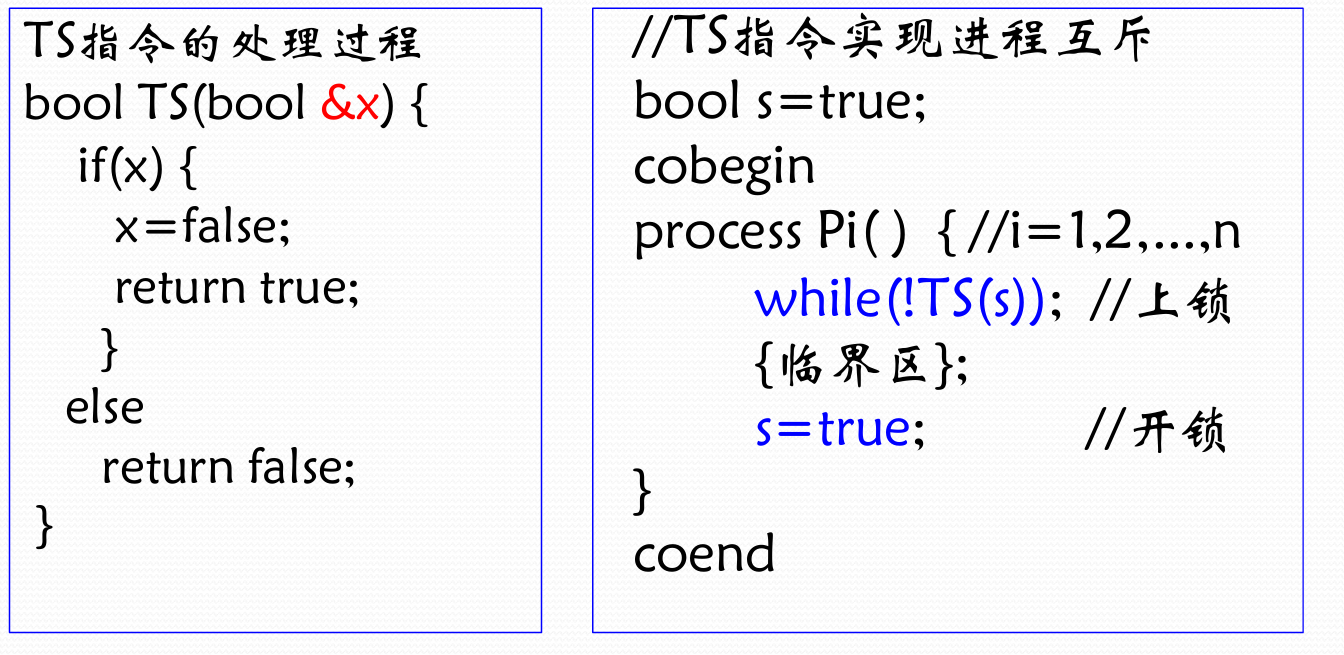 TS指令的处理过程
bool TS(bool &x) {
if(x) {
x=false;
return true;
}
else
return false;
}
//TS指令实现进程互斥
bool s=true;
cobegin
process Pi( ) { //i=1,2,...,n
while(!TS(s)); //上锁
{临界区};
s=true; //开锁
}
coend